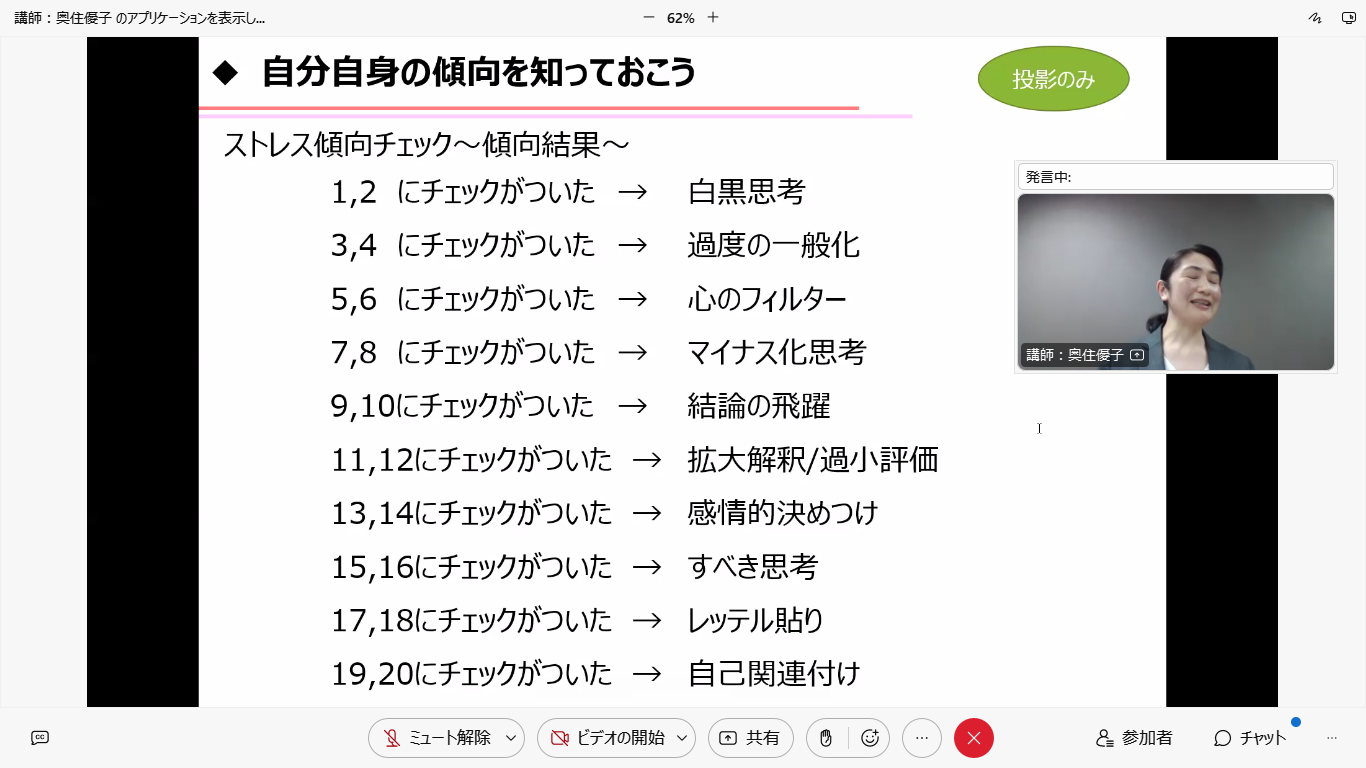 講師：奥住優子 のアプリケーションを表示し...
62%
◆ 自分自身の傾向を知っておこう
投影のみ
ストレス傾向チェック～傾向結果～
1,2 にチェックがついた → 白黒思考
3,4 にチェックがついた → 過度の一般化
5,6 にチェックがついた → 心のフィルター
7,8 にチェックがついた → マイナス化思考
9,10にチェックがついた → 結論の飛躍
11,12にチェックがついた → 拡大解釈/過小評価
13,14にチェックがついた → 感情的決めつけ
15,16にチェックがついた → すべき思考
17,18にチェックがついた → レッテル貼り
19,20にチェックがついた → 自己関連付け
発言中:
講師：奥住優子
ミュート解除
ビデオの開始
共有
参加者
チャット